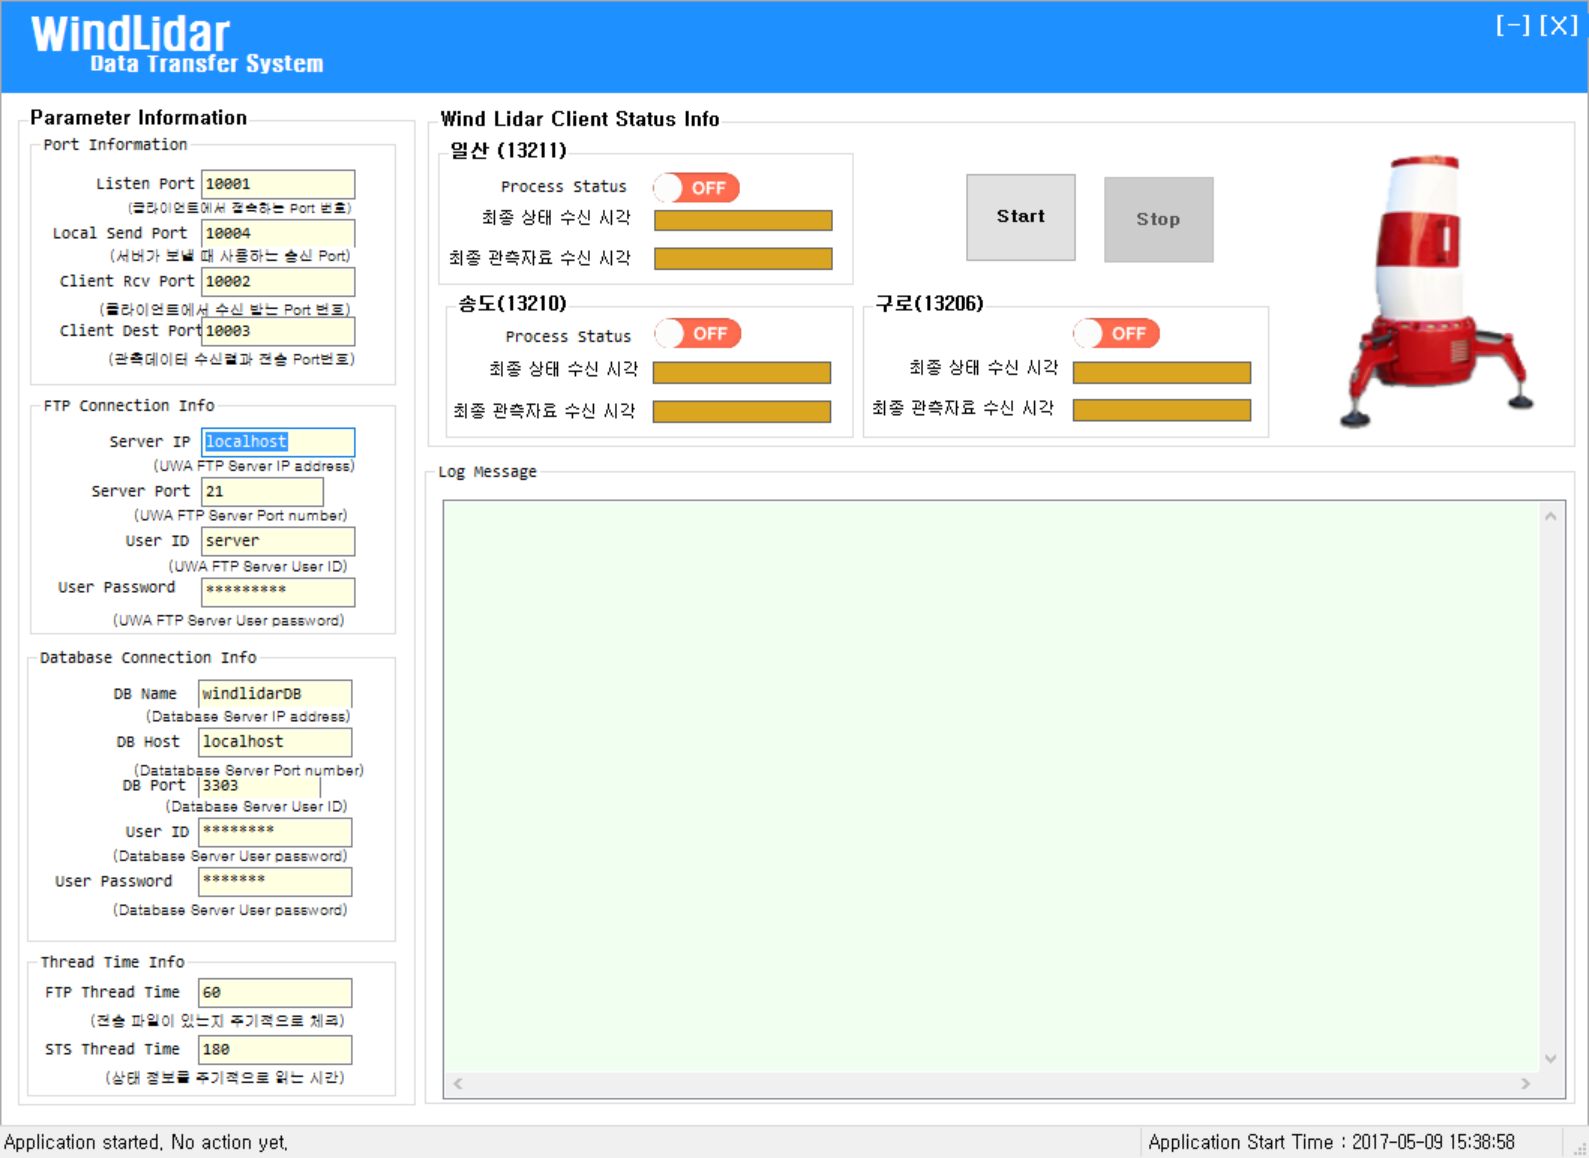 WindLidar
Data Transfer System
[-] [X]
Parameter Information
Port Information
Listen Port 10001
(클라이언트에서 접속하는 Port 번호)
Local Send Port 10004
(서버가 보낼 때 사용하는 송신 Port)
Client Rcv Port 10002
(클라이언트에서 수신 받는 Port 번호)
Client Dest Port 10003
(관측데이터 수신결과 전송 Port번호)
FTP Connection Info
Server IP localhost
(UWA FTP Server IP address)
Server Port 21
(UWA FTP Server Port number)
User ID server
(UWA FTP Server User ID)
User Password *********
(UWA FTP Server User password)
Database Connection Info
DB Name windlidarDB
(Database Server IP address)
DB Host localhost
(Datatabase Server Port number)
DB Port 3303
(Database Server User ID)
User ID ********
(Database Server User password)
User Password *******
(Database Server User password)
Thread Time Info
FTP Thread Time 60
(전송 파일이 있는지 주기적으로 체크)
STS Thread Time 180
(상태 정보를 주기적으로 읽는 시간)
Wind Lidar Client Status Info
일산 (13211)
Process Status OFF
최종 상태 수신 시각
최종 관측자료 수신 시각
Start
Stop
송도(13210)
Process Status OFF
최종 상태 수신 시각
최종 관측자료 수신 시각
구로(13206)
OFF
최종 상태 수신 시각
최종 관측자료 수신 시각
Log Message
Application started. No action yet.
Application Start Time : 2017-05-09 15:38:58